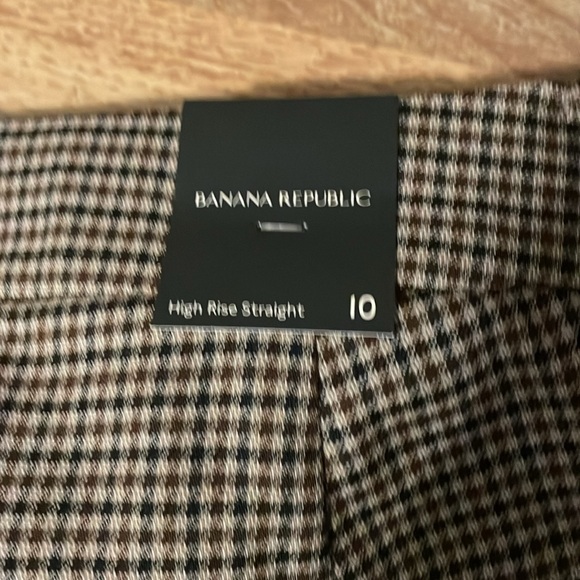 BANANA REPUBLIC
High Rise Straight 10